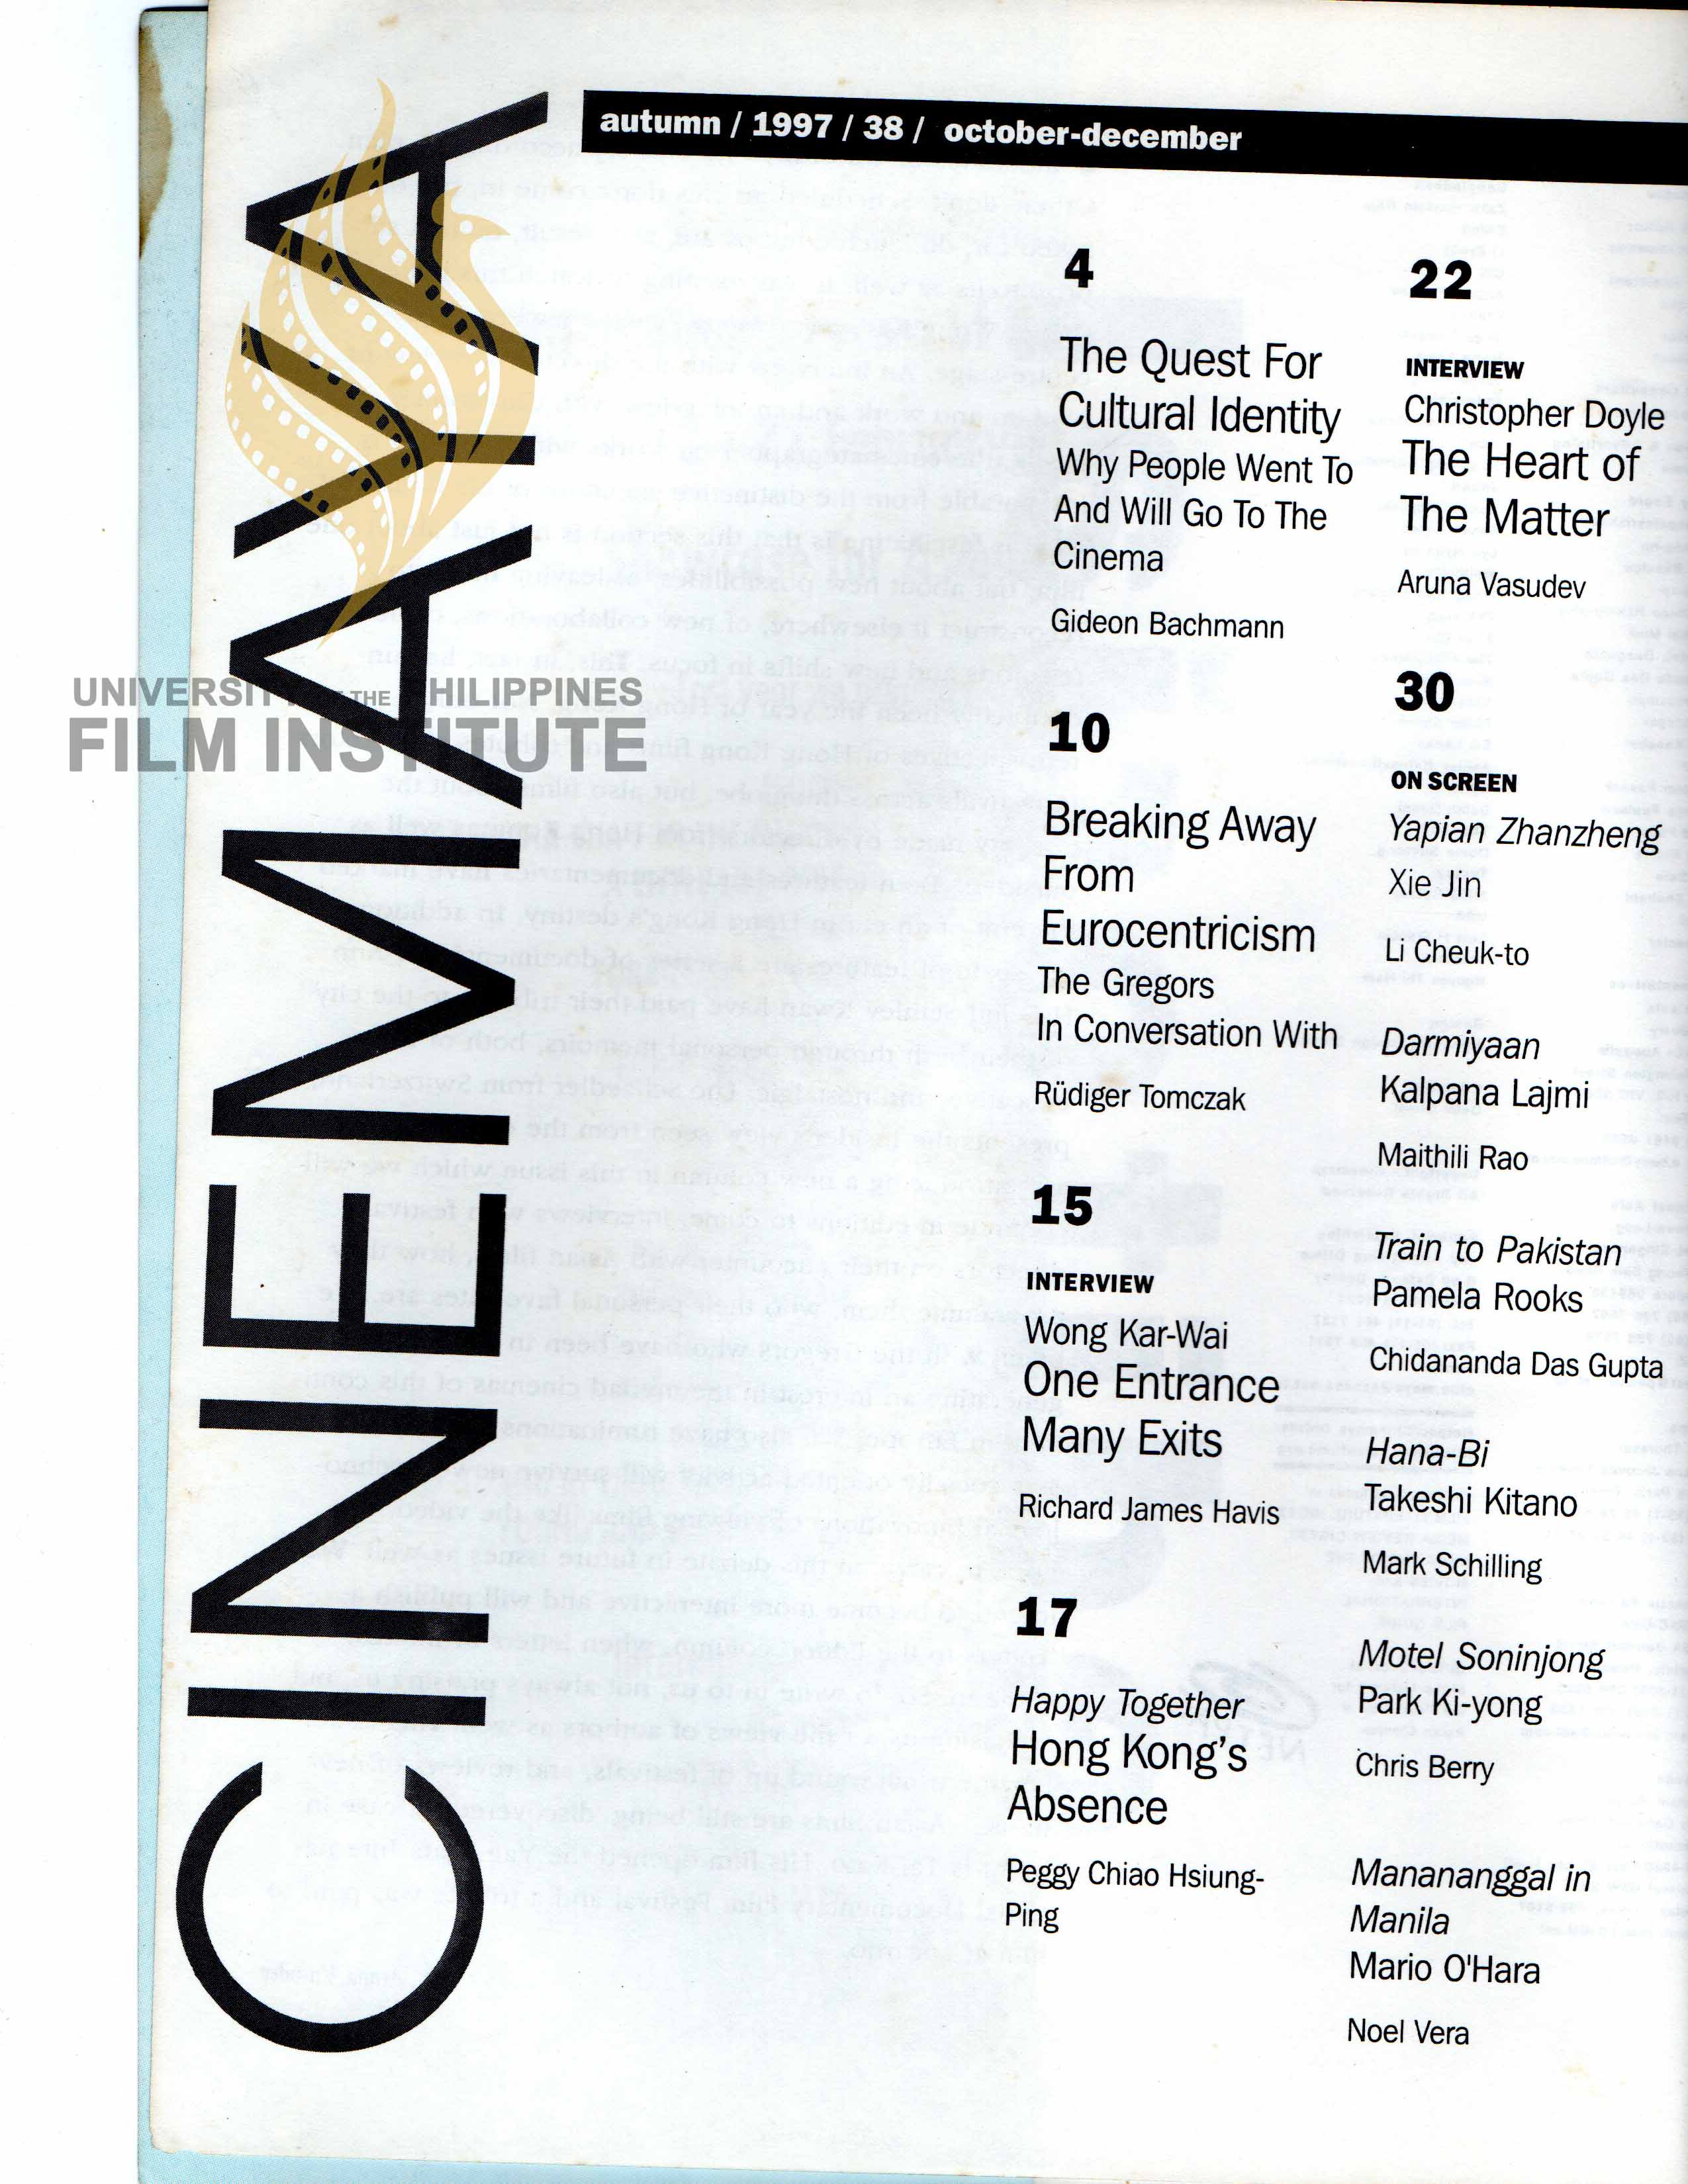 autumn / 1997 / 38 / october-december
CINEMAYA
UNIVERSITY OF THE PHILIPPINES
FILM INSTITUTE
4
The Quest For
Cultural Identity
Why People Went To
And Will Go To The
Cinema
Gideon Bachmann
10
Breaking Away
From
Eurocentricism
The Gregors
In Conversation With
Rüdiger Tomczak
15
INTERVIEW
Wong Kar-Wai
One Entrance
Many Exits
Richard James Havis
17
Happy Together
Hong Kong's
Absence
Peggy Chiao Hsiung-
Ping
22
INTERVIEW
Christopher Doyle
The Heart of
The Matter
Aruna Vasudev
30
ON SCREEN
Yapian Zhanzheng
Xie Jin
Li Cheuk-to
Darmiyaan
Kalpana Lajmi
Maithili Rao
Train to Pakistan
Pamela Rooks
Chidananda Das Gupta
Hana-Bi
Takeshi Kitano
Mark Schilling
Motel Soninjong
Park Ki-yong
Chris Berry
Manananggal in
Manila
Mario O'Hara
Noel Vera